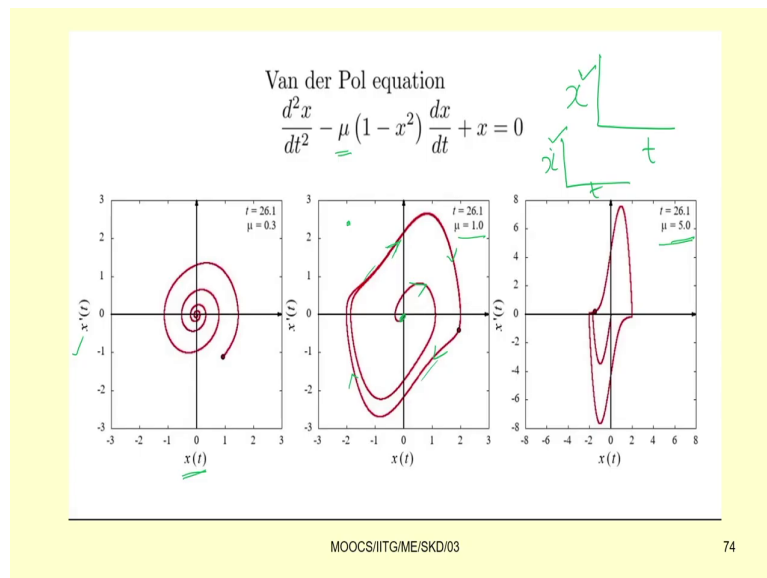 Van der Pol equation
d²x/dt² − μ(1 − x²) dx/dt + x = 0
x
t
ẋ
t
3
2
1
0
-1
-2
-3
x'(t)
t = 26.1
μ = 0.3
-3 -2 -1 0 1 2 3
x(t)
3
2
1
0
-1
-2
-3
x'(t)
t = 26.1
μ = 1.0
-3 -2 -1 0 1 2 3
x(t)
8
6
4
2
0
-2
-4
-6
-8
x'(t)
t = 26.1
μ = 5.0
-8 -6 -4 -2 0 2 4 6 8
x(t)
MOOCS/IITG/ME/SKD/03
74